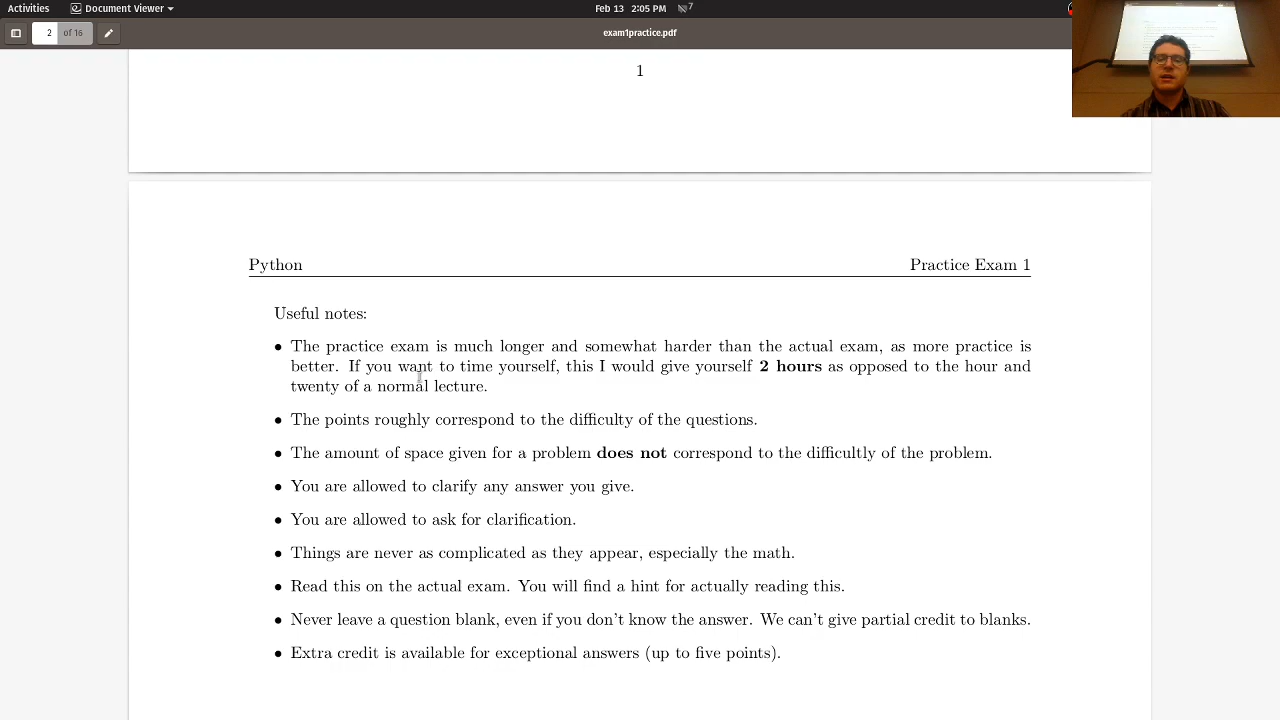 Activities
Document Viewer
Feb 13 2:05 PM
7
2
of 16
exam1practice.pdf
1
Python
Practice Exam 1
Useful notes:
• The practice exam is much longer and somewhat harder than the actual exam, as more practice is
better. If you want to time yourself, this I would give yourself 2 hours as opposed to the hour and
twenty of a normal lecture.
• The points roughly correspond to the difficulty of the questions.
• The amount of space given for a problem does not correspond to the difficultly of the problem.
• You are allowed to clarify any answer you give.
• You are allowed to ask for clarification.
• Things are never as complicated as they appear, especially the math.
• Read this on the actual exam. You will find a hint for actually reading this.
• Never leave a question blank, even if you don't know the answer. We can't give partial credit to blanks.
• Extra credit is available for exceptional answers (up to five points).